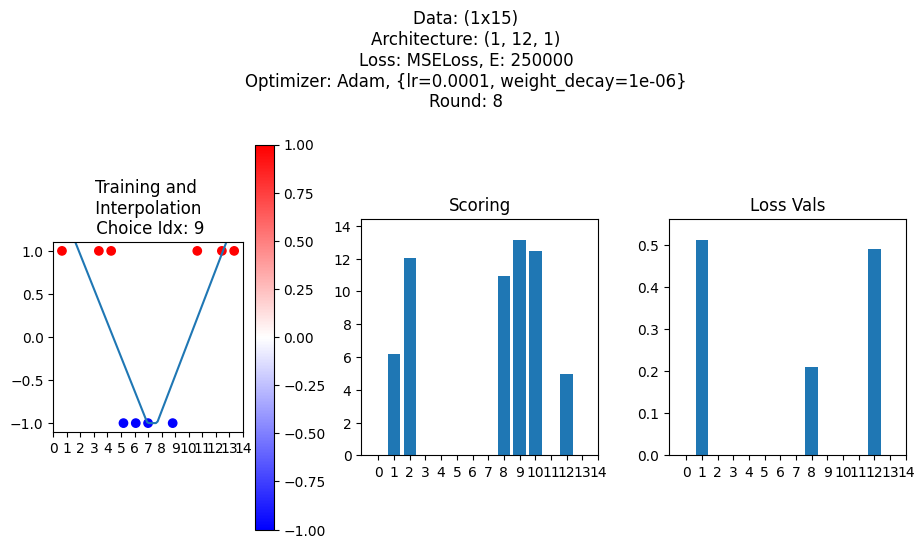 Data: (1x15)
Architecture: (1, 12, 1)
Loss: MSELoss, E: 250000
Optimizer: Adam, {lr=0.0001, weight_decay=1e-06}
Round: 8
Training and
Interpolation
Choice Idx: 9
1.0
0.5
0.0
−0.5
−1.0
0 1 2 3 4 5 6 7 8 9 10 11 12 13 14
1.00
0.75
0.50
0.25
0.00
−0.25
−0.50
−0.75
−1.00
Scoring
14
12
10
8
6
4
2
0
0 1 2 3 4 5 6 7 8 9 10 11 12 13 14
Loss Vals
0.5
0.4
0.3
0.2
0.1
0.0
0 1 2 3 4 5 6 7 8 9 10 11 12 13 14